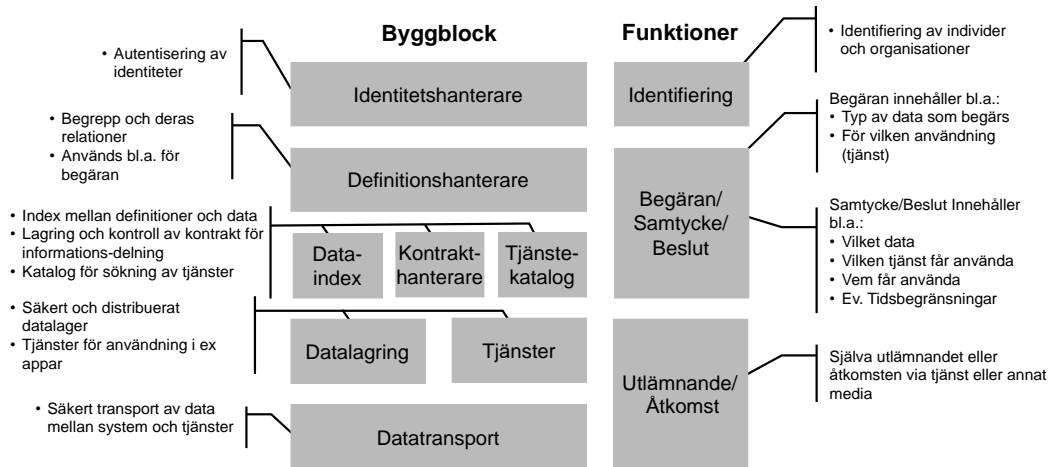 Byggblock
Funktioner
• Autentisering av
identiteter
Identitetshanterare
Identifiering
• Identifiering av individer
och organisationer
• Begrepp och deras
relationer
• Används bl.a. för
begäran
Definitionshanterare
Begäran/
Samtycke/
Beslut
Begäran innehåller bl.a.:
• Typ av data som begärs
• För vilken användning
(tjänst)
• Index mellan definitioner och data
• Lagring och kontroll av kontrakt för
informations-delning
• Katalog för sökning av tjänster
Data-
index
Kontrakt-
hanterare
Tjänste-
katalog
Samtycke/Beslut Innehåller
bl.a.:
• Vilket data
• Vilken tjänst får använda
• Vem får använda
• Ev. Tidsbegränsningar
• Säkert och distribuerat
datalager
• Tjänster för användning i ex
appar
Datalagring
Tjänster
Utlämnande/
Åtkomst
Själva utlämnandet eller
åtkomsten via tjänst eller annat
media
• Säkert transport av data
mellan system och tjänster
Datatransport